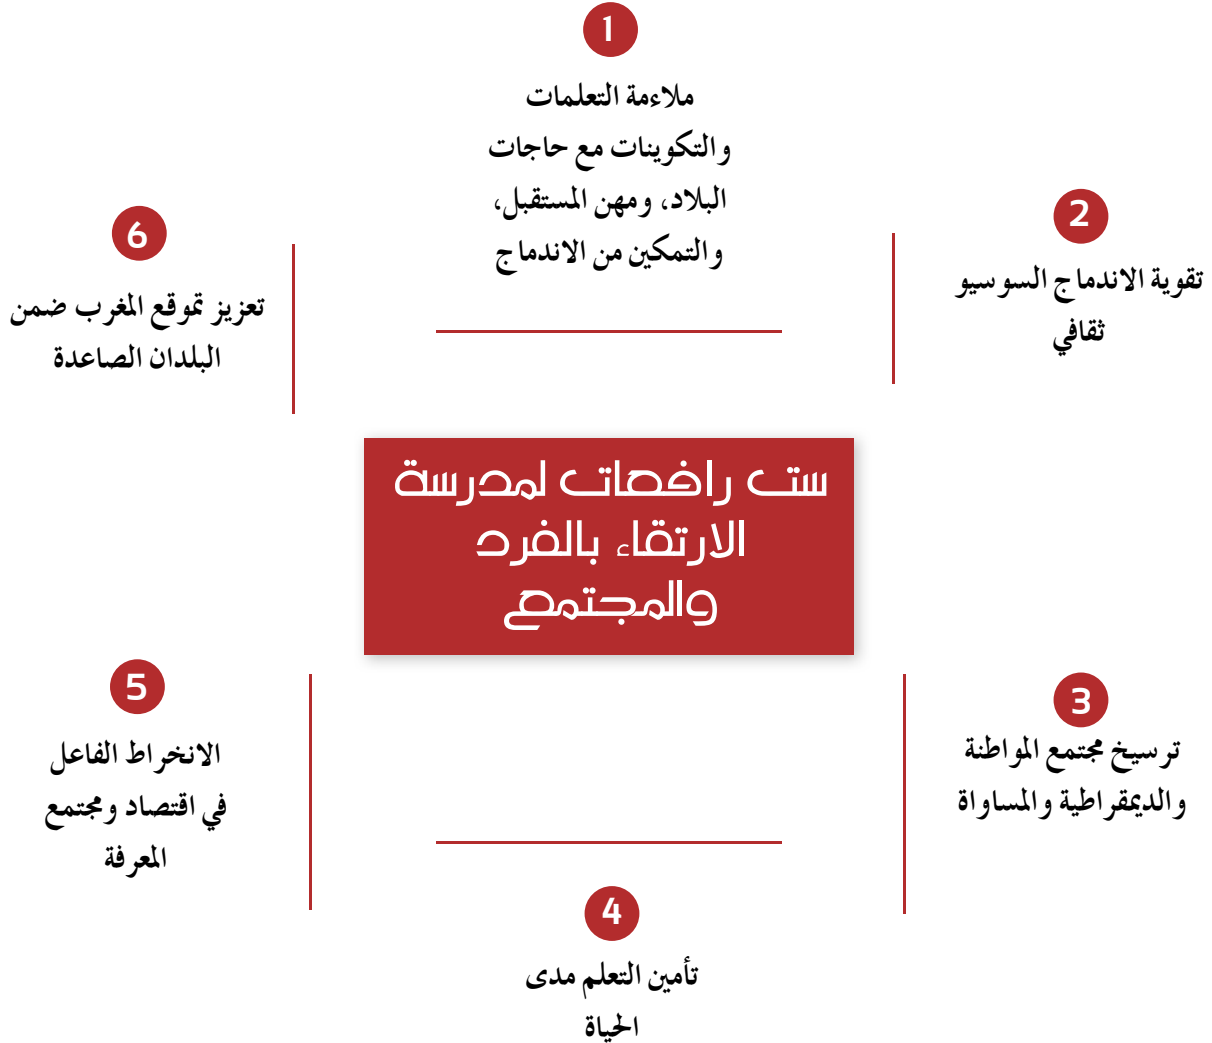 1
ملاءمة التعلمات
والتكوينات مع حاجات
البلاد، ومهن المستقبل،
والتمكين من الاندماج
2
تقوية الاندماج السوسيو
ثقافي
6
تعزيز تموقع المغرب ضمن
البلدان الصاعدة
ست رافعات لمدرسة
الارتقاء بالفرد
والمجتمع
3
ترسيخ مجتمع المواطنة
والديمقراطية والمساواة
5
الانخراط الفاعل
في اقتصاد ومجتمع
المعرفة
4
تأمين التعلم مدى
الحياة